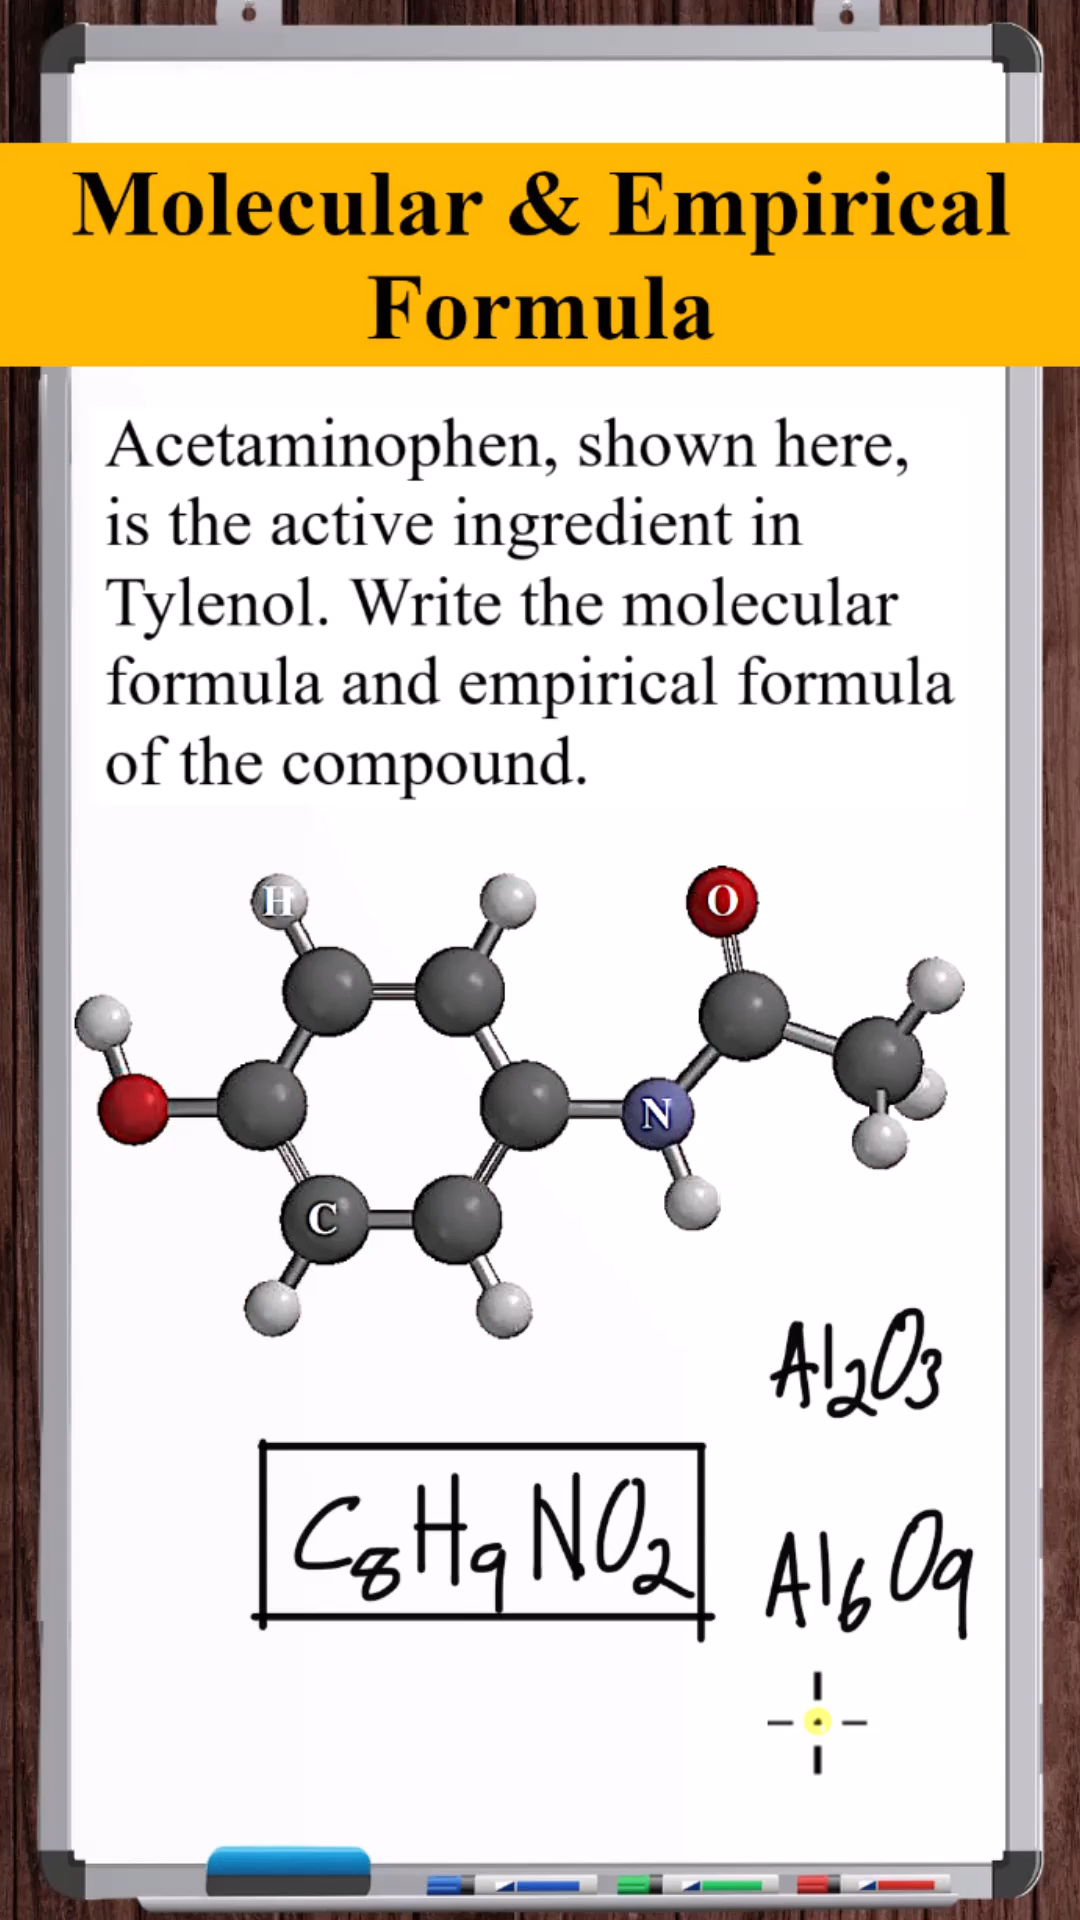 Molecular & Empirical
Formula
Acetaminophen, shown here,
is the active ingredient in
Tylenol. Write the molecular
formula and empirical formula
of the compound.
H
O
N
C
Al₂O₃
C₈H₉NO₂
Al₆O₉